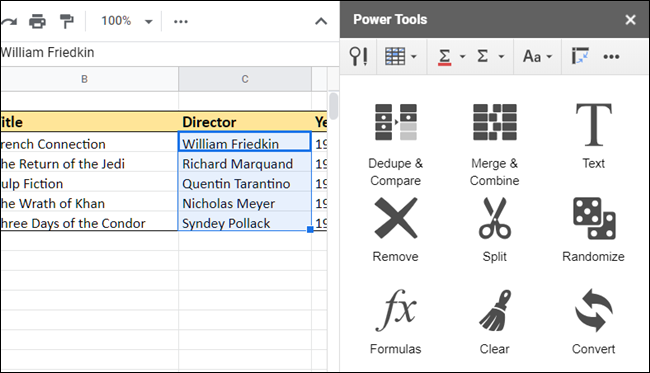 100%
Power Tools
William Friedkin
Aa
B C
itle Director Ye
rench Connection William Friedkin 19
he Return of the Jedi Richard Marquand 19
ulp Fiction Quentin Tarantino 19
he Wrath of Khan Nicholas Meyer 19
hree Days of the Condor Syndey Pollack 19
Dedupe &
Compare
Merge &
Combine
Text
Remove
Split
Randomize
Formulas
Clear
Convert